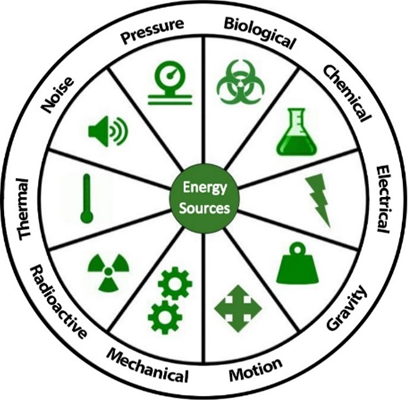 Energy
Sources
Biological
Chemical
Electrical
Gravity
Motion
Mechanical
Radioactive
Thermal
Noise
Pressure